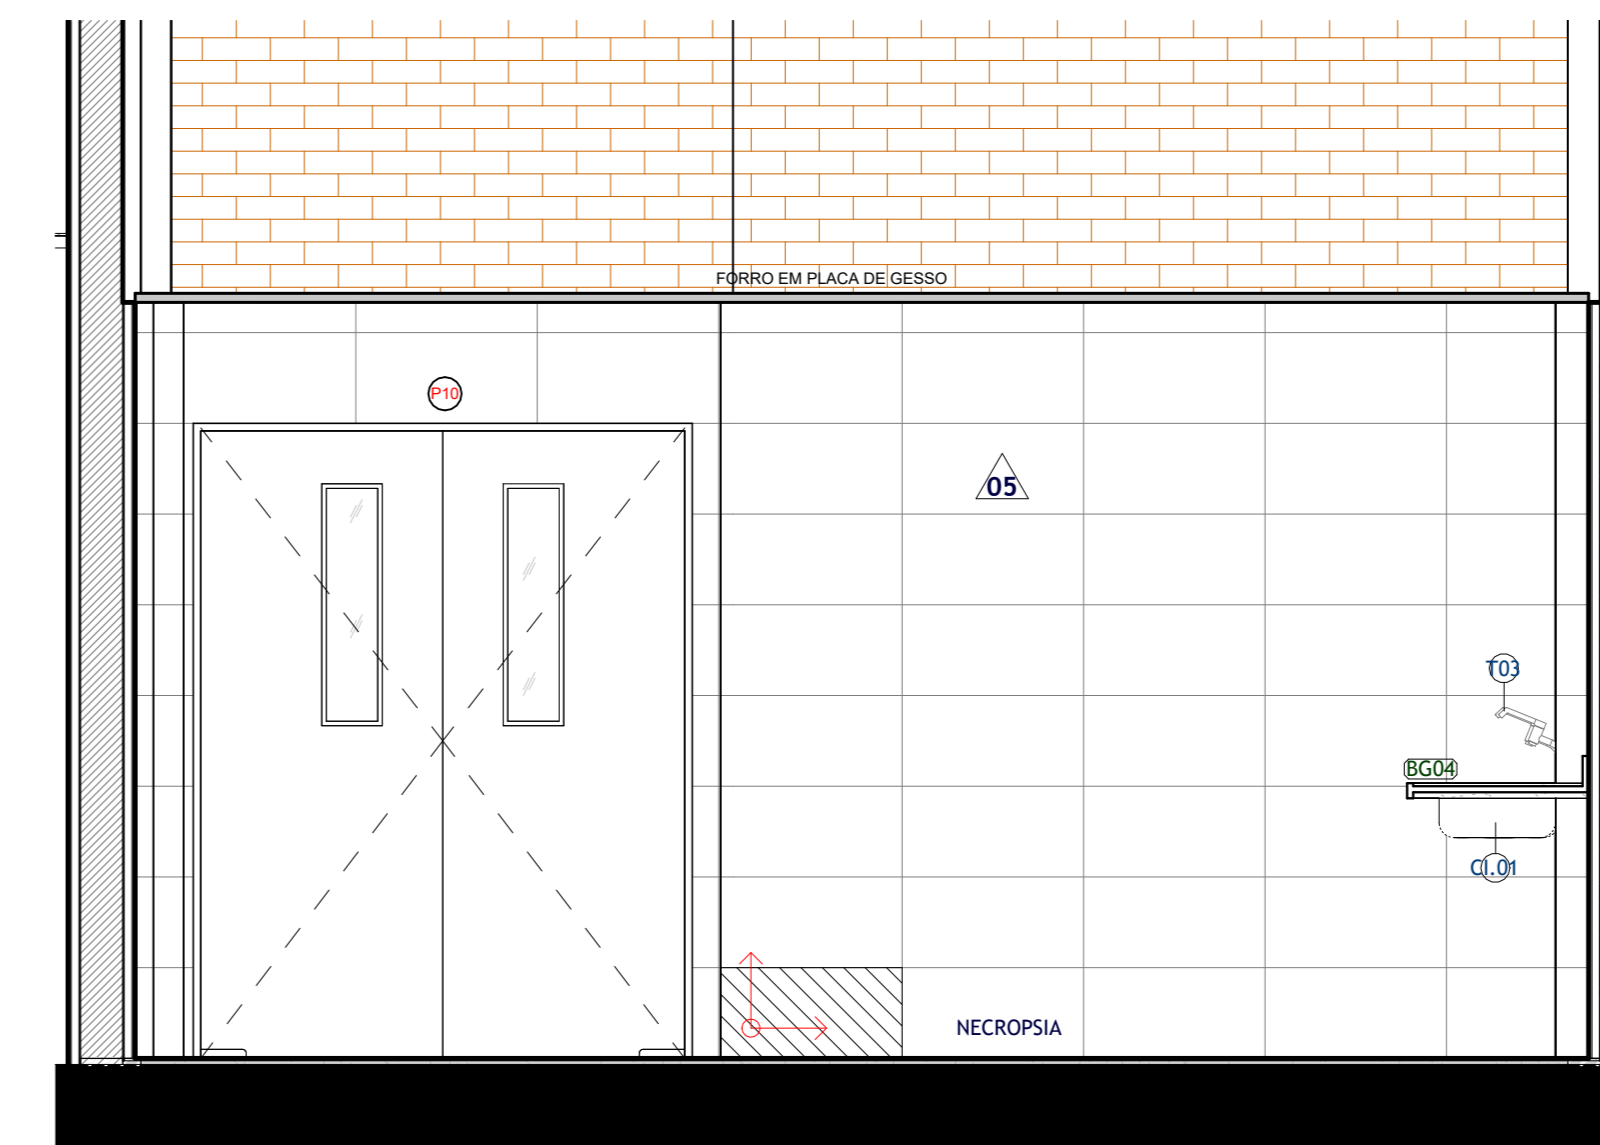 FORRO EM PLACA DE GESSO
P10
05
T03
BG04
CI.01
NECROPSIA